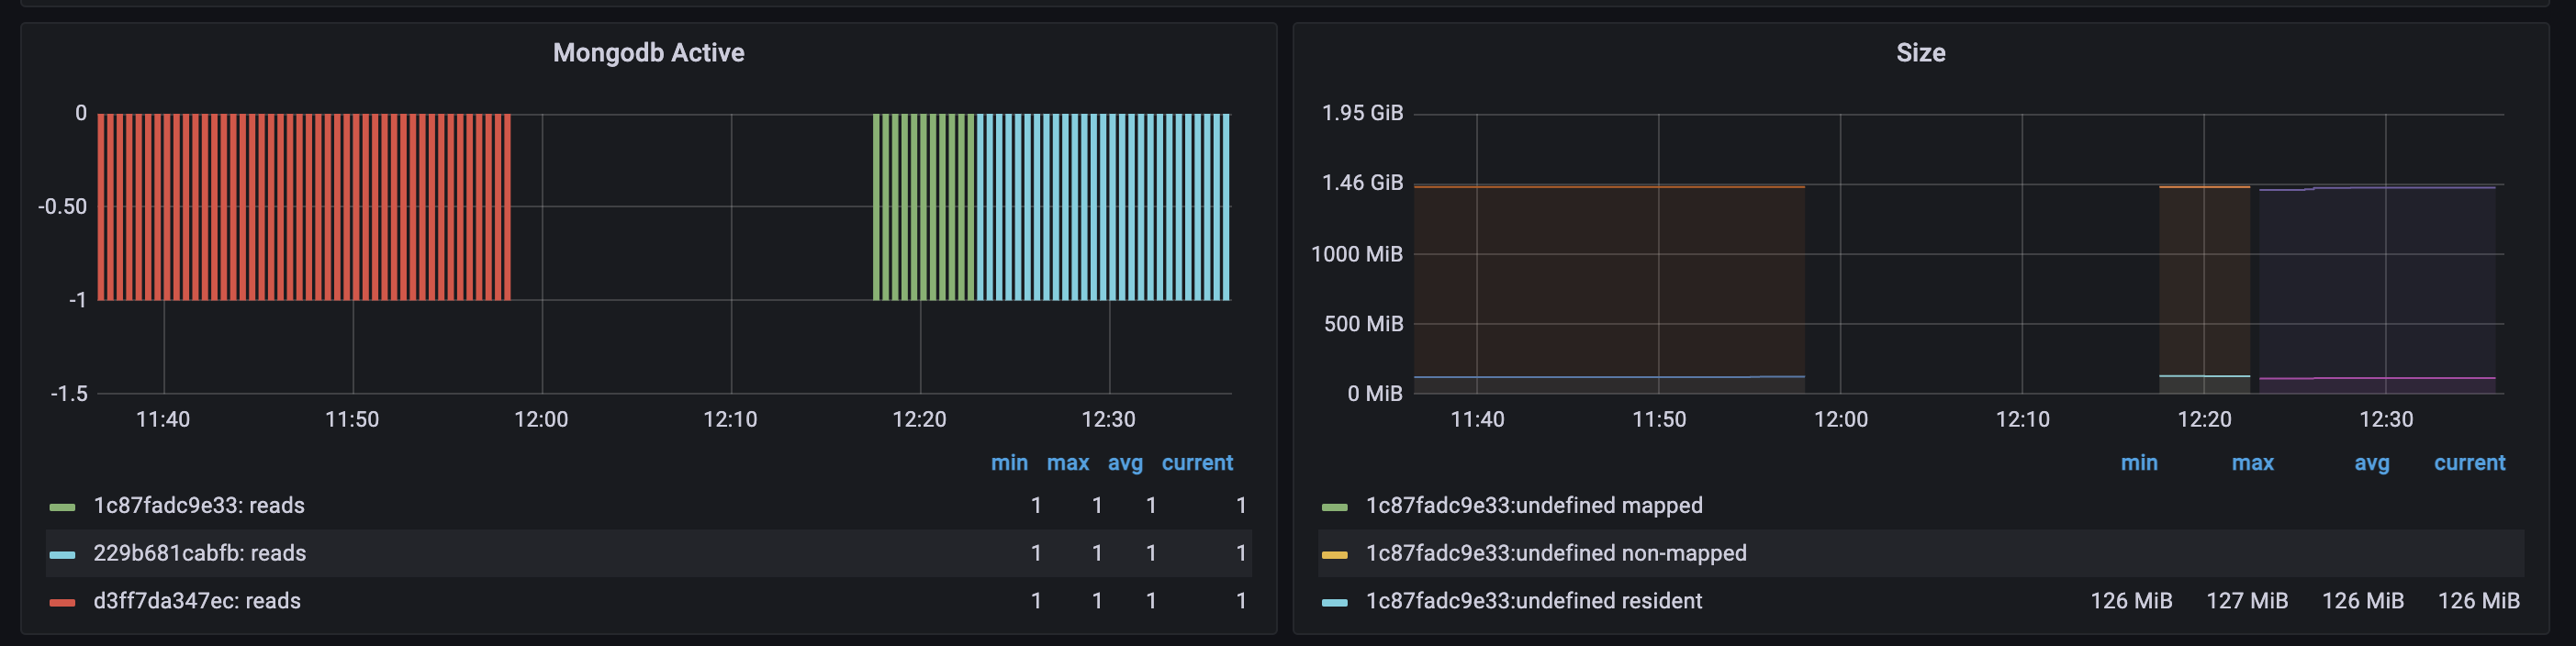 Mongodb Active
0
-0.50
-1
-1.5
11:40 11:50 12:00 12:10 12:20 12:30
min max avg current
1c87fadc9e33: reads 1 1 1 1
229b681cabfb: reads 1 1 1 1
d3ff7da347ec: reads 1 1 1 1
Size
1.95 GiB
1.46 GiB
1000 MiB
500 MiB
0 MiB
11:40 11:50 12:00 12:10 12:20 12:30
min max avg current
1c87fadc9e33:undefined mapped
1c87fadc9e33:undefined non-mapped
1c87fadc9e33:undefined resident 126 MiB 127 MiB 126 MiB 126 MiB